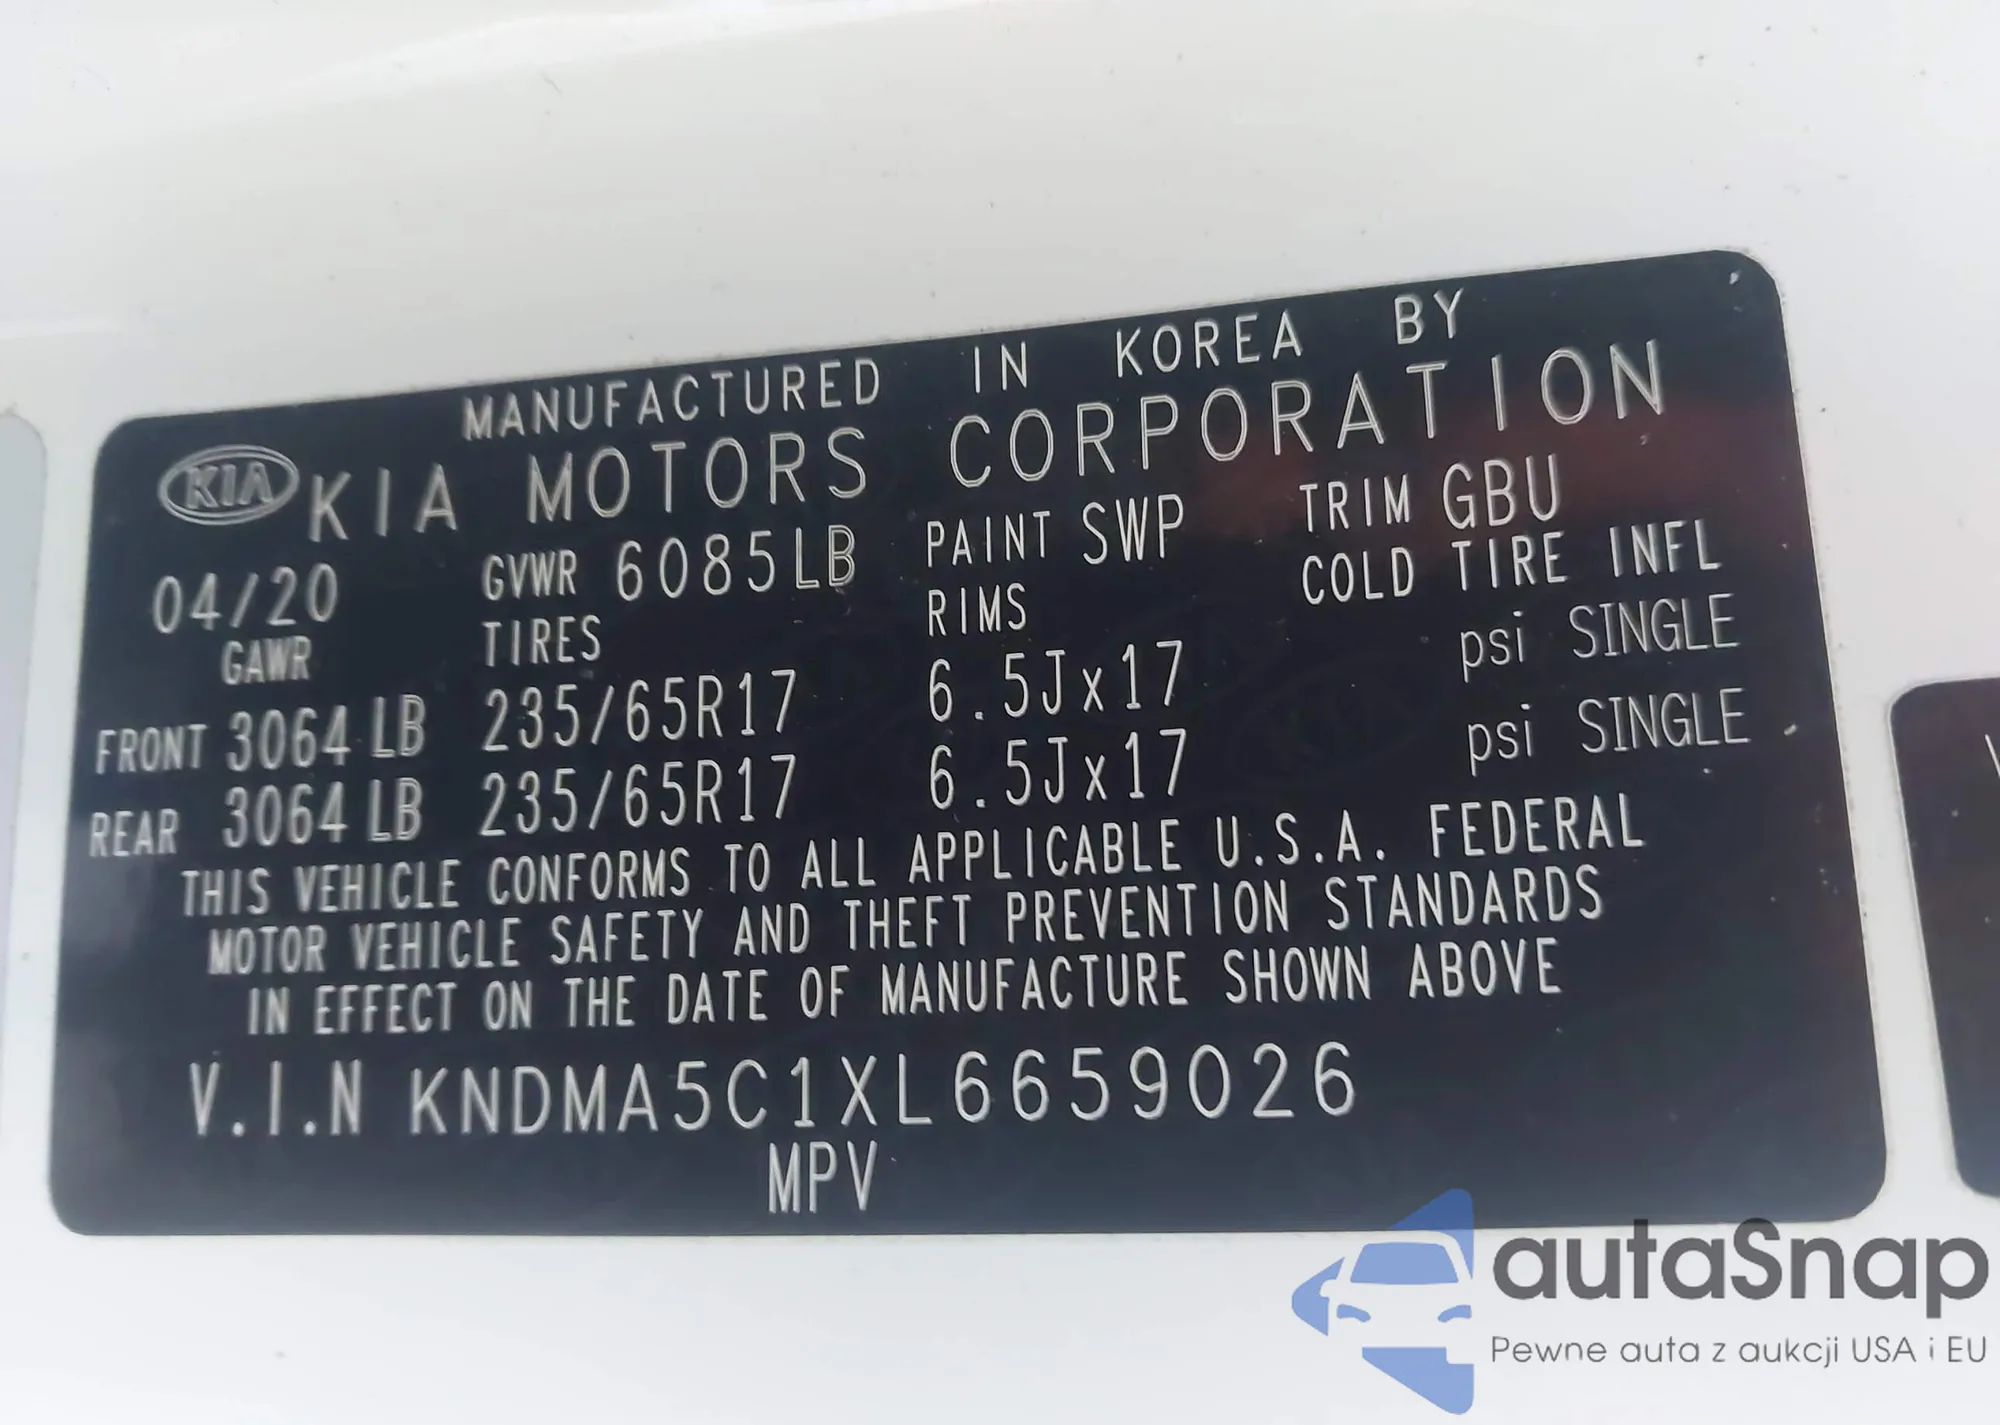 MANUFACTURED IN KOREA BY
KIA KIA MOTORS CORPORATION
04/20 GVWR 6085LB PAINT SWP TRIM GBU
GAWR TIRES RIMS COLD TIRE INFL
FRONT 3064 LB 235/65R17 6.5Jx17 psi SINGLE
REAR 3064 LB 235/65R17 6.5Jx17 psi SINGLE
THIS VEHICLE CONFORMS TO ALL APPLICABLE U.S.A. FEDERAL
MOTOR VEHICLE SAFETY AND THEFT PREVENTION STANDARDS
IN EFFECT ON THE DATE OF MANUFACTURE SHOWN ABOVE
V.I.N KNDMA5C1XL6659026
MPV
autaSnap
Pewne auta z aukcji USA i EU